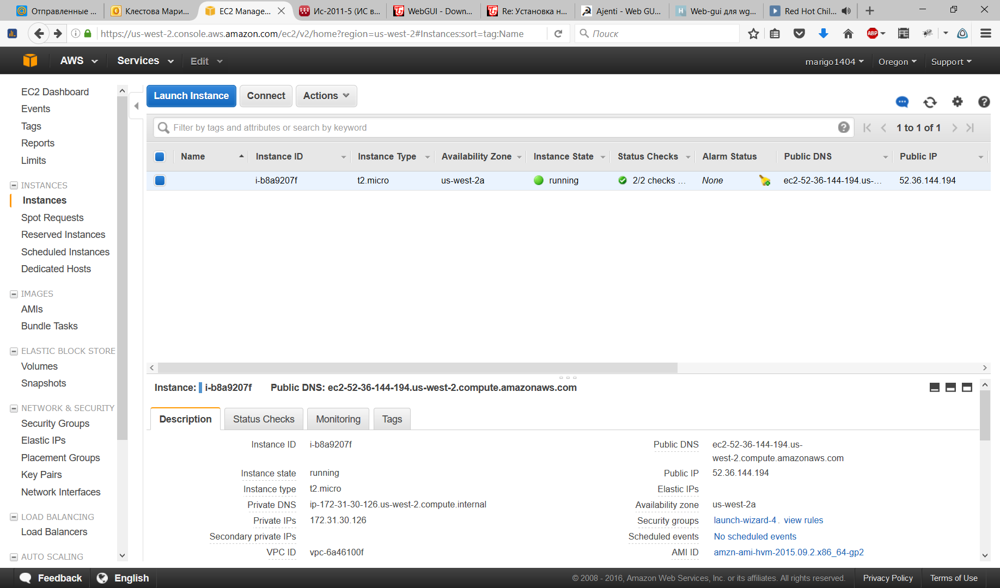 Отправленные ...
Клестова Мари...
EC2 Manage...
Ис-2011-5 (ИС в...
WebGUI - Down...
Re: Установка н...
Ajenti - Web GU...
Web-gui для wg...
Red Hot Chil...
https://us-west-2.console.aws.amazon.com/ec2/v2/home?region=us-west-2#Instances:sort=tag:Name
Поиск
ABP
AWS
Services
Edit
marigo1404
Oregon
Support
EC2 Dashboard
Events
Tags
Reports
Limits
INSTANCES
Instances
Spot Requests
Reserved Instances
Scheduled Instances
Dedicated Hosts
IMAGES
AMIs
Bundle Tasks
ELASTIC BLOCK STORE
Volumes
Snapshots
NETWORK & SECURITY
Security Groups
Elastic IPs
Placement Groups
Key Pairs
Network Interfaces
LOAD BALANCING
Load Balancers
AUTO SCALING
Launch Instance
Connect
Actions
Filter by tags and attributes or search by keyword
1 to 1 of 1
Name Instance ID Instance Type Availability Zone Instance State Status Checks Alarm Status Public DNS Public IP
i-b8a9207f t2.micro us-west-2a running 2/2 checks ... None ec2-52-36-144-194.us-... 52.36.144.194
Instance: i-b8a9207f Public DNS: ec2-52-36-144-194.us-west-2.compute.amazonaws.com
Description
Status Checks
Monitoring
Tags
Instance ID i-b8a9207f
Instance state running
Instance type t2.micro
Private DNS ip-172-31-30-126.us-west-2.compute.internal
Private IPs 172.31.30.126
Secondary private IPs
VPC ID vpc-6a46100f
Public DNS ec2-52-36-144-194.us-
west-2.compute.amazonaws.com
Public IP 52.36.144.194
Elastic IPs
Availability zone us-west-2a
Security groups launch-wizard-4. view rules
Scheduled events No scheduled events
AMI ID amzn-ami-hvm-2015.09.2.x86_64-gp2
Feedback
English
© 2008 - 2016, Amazon Web Services, Inc. or its affiliates. All rights reserved.
Privacy Policy
Terms of Use